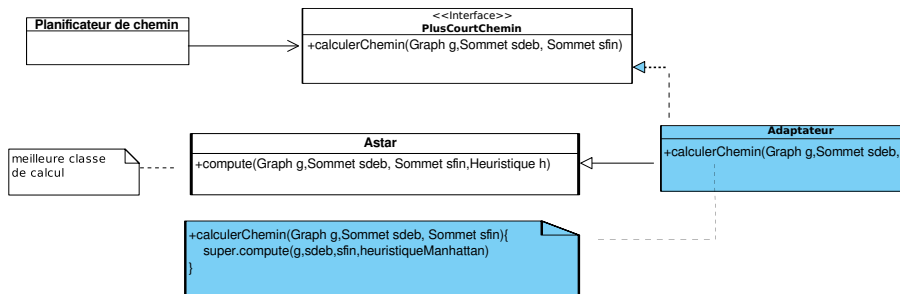 Planificateur de chemin
<<Interface>>
PlusCourtChemin
+calculerChemin(Graph g,Sommet sdeb, Sommet sfin)
Adaptateur
+calculerChemin(Graph g,Sommet sdeb,
Astar
+compute(Graph g,Sommet sdeb, Sommet sfin,Heuristique h)
meilleure classe
de calcul
+calculerChemin(Graph g,Sommet sdeb, Sommet sfin){
super.compute(g,sdeb,sfin,heuristiqueManhattan)
}